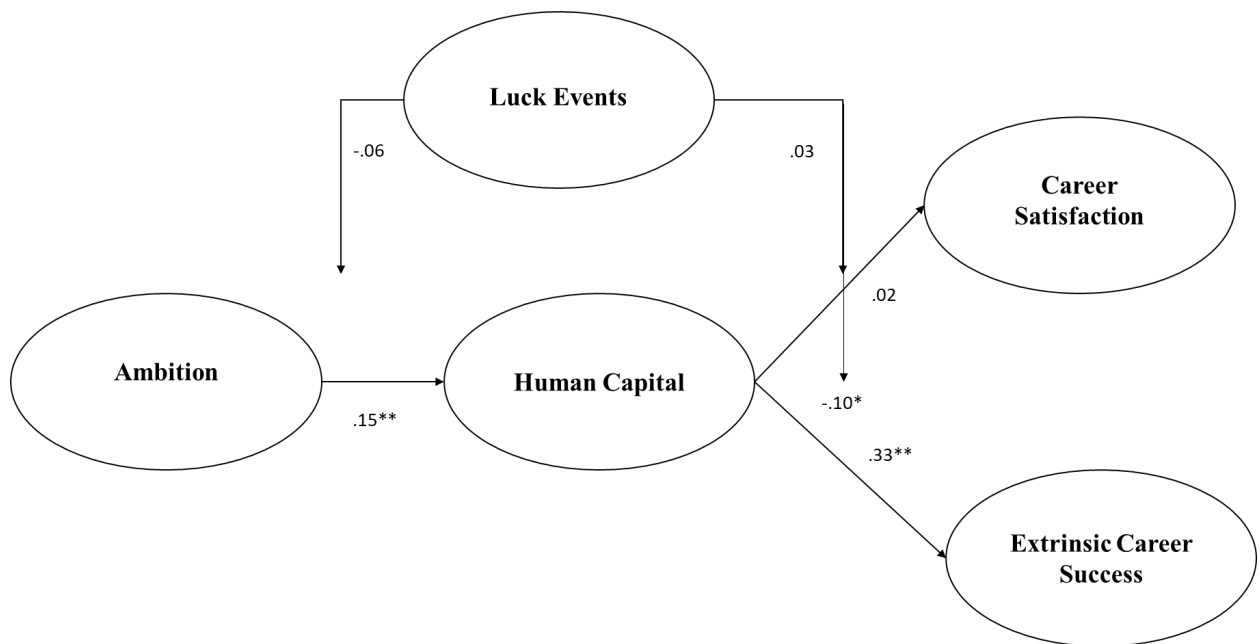 Luck Events
-.06
.03
Career
Satisfaction
.02
Ambition
Human Capital
.15**
-.10*
.33**
Extrinsic Career
Success